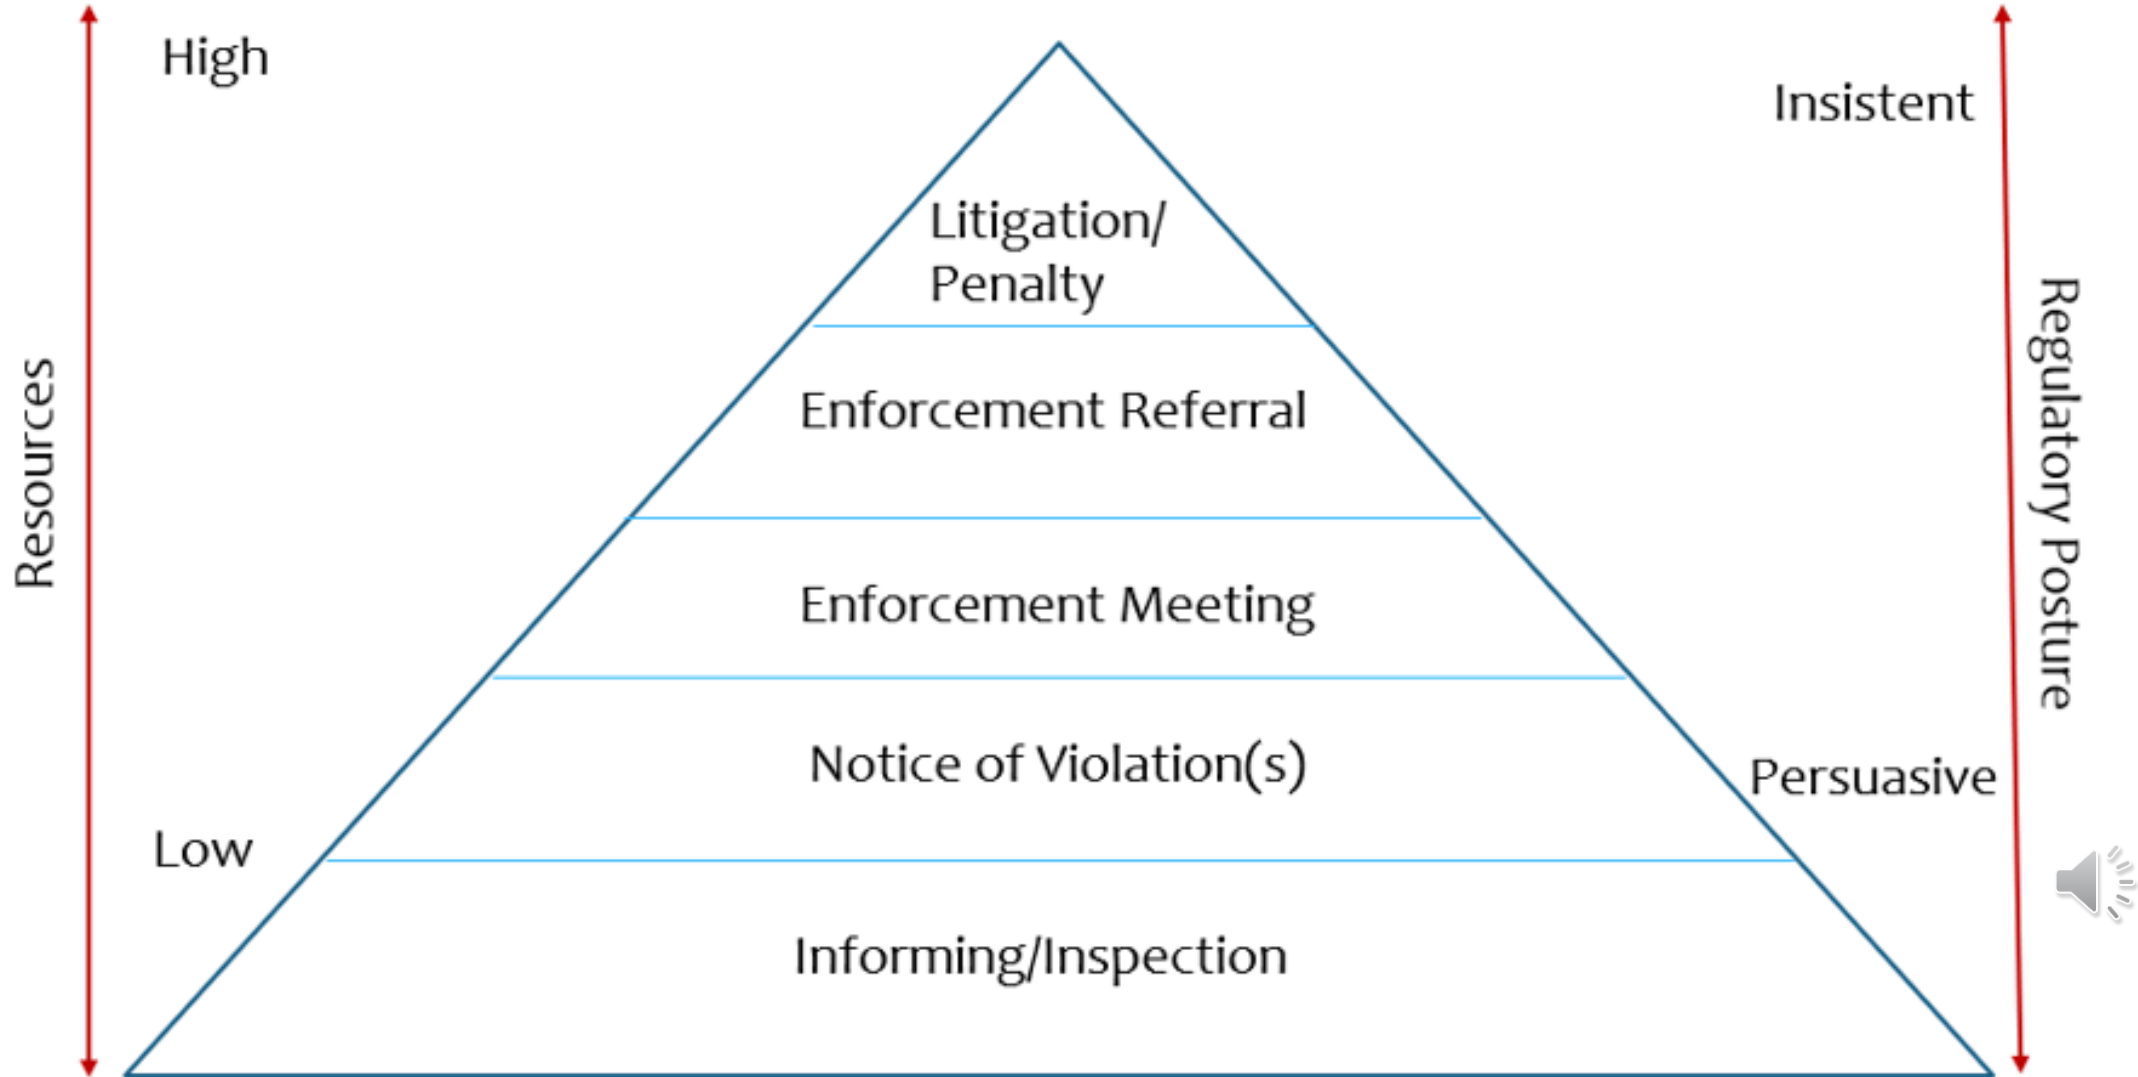 High
Insistent
Litigation/
Penalty
Enforcement Referral
Resources
Regulatory Posture
Enforcement Meeting
Notice of Violation(s)
Persuasive
Low
Informing/Inspection